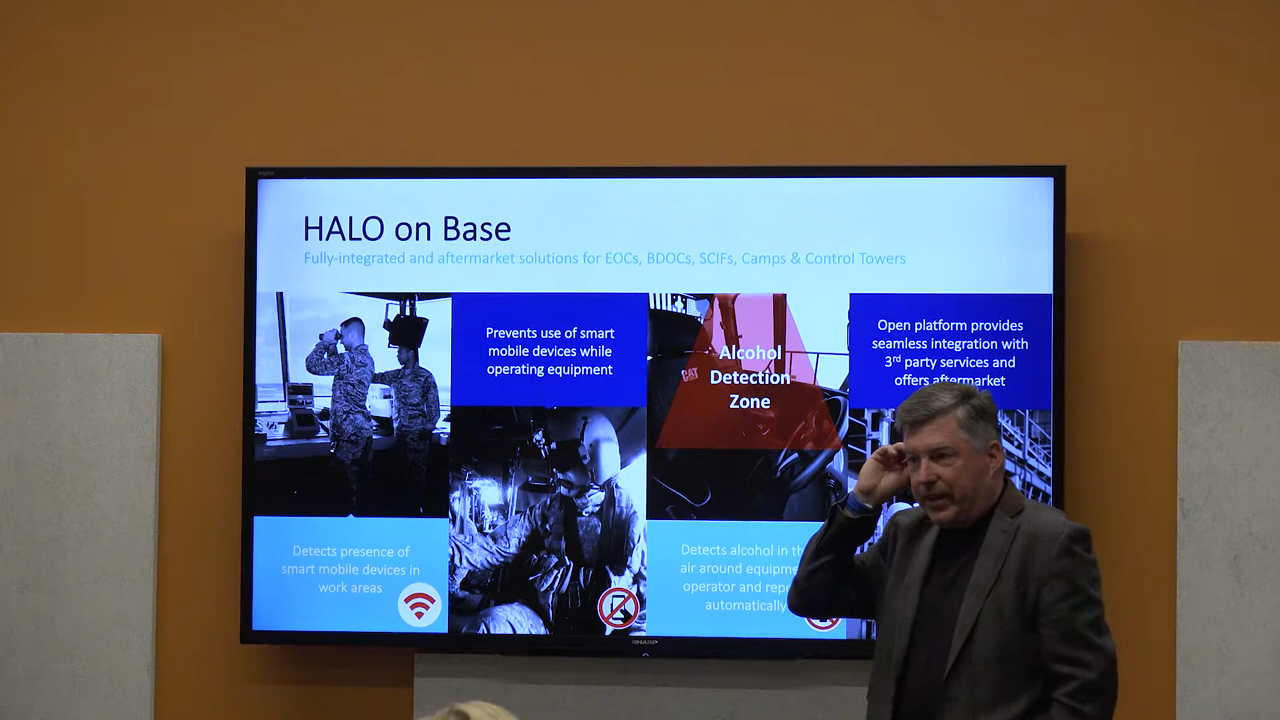 HALO on Base
Fully-integrated and aftermarket solutions for EOCs, BDOCs, SCIFs, Camps & Control Towers
Prevents use of smart
mobile devices while
operating equipment
Alcohol
Detection
Zone
CAT
Open platform provides
seamless integration with
3rd party services and
offers aftermarket
Detects presence of
smart mobile devices in
work areas
Detects alcohol in
air around
operator and
automatically
SHARP